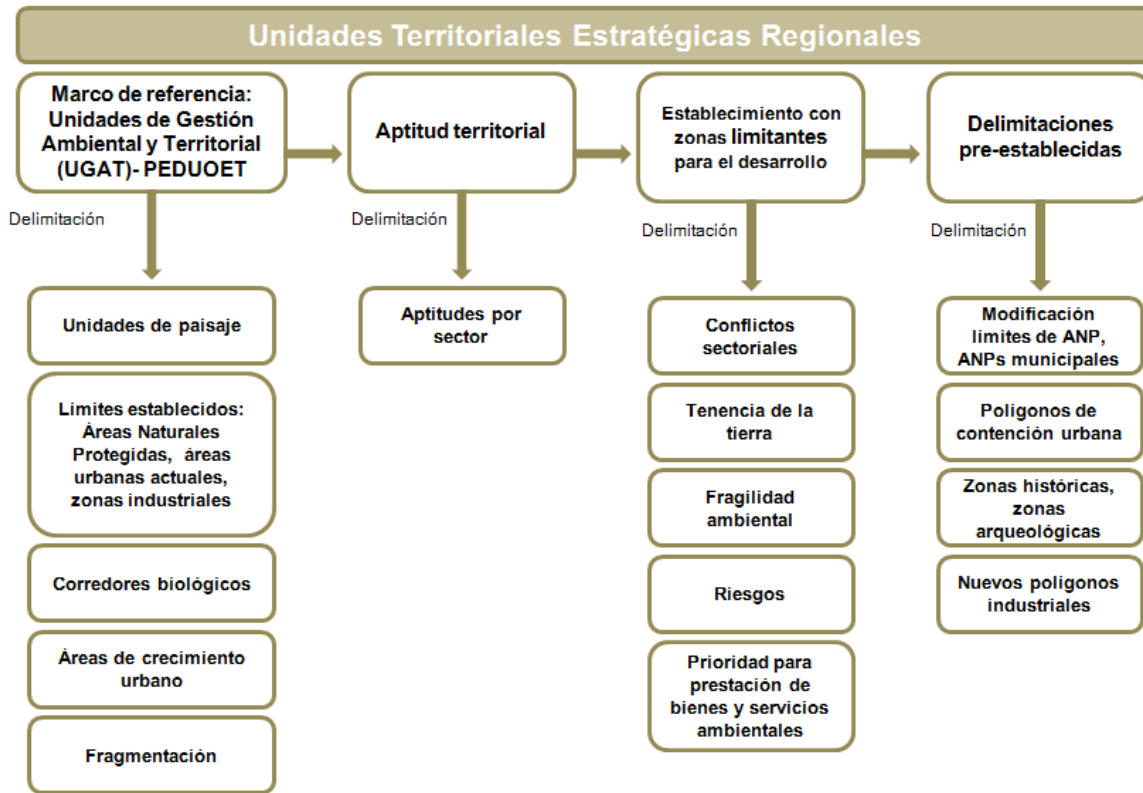 Unidades Territoriales Estratégicas Regionales
Marco de referencia:
Unidades de Gestión
Ambiental y Territorial
(UGAT)- PEDUOET
Delimitación
Unidades de paisaje
Limites establecidos:
Áreas Naturales
Protegidas, áreas
urbanas actuales,
zonas industriales
Corredores biológicos
Áreas de crecimiento
urbano
Fragmentación
Aptitud territorial
Delimitación
Aptitudes por
sector
Establecimiento con
zonas limitantes
para el desarrollo
Delimitación
Conflictos
sectoriales
Tenencia de la
tierra
Fragilidad
ambiental
Riesgos
Prioridad para
prestación de
bienes y servicios
ambientales
Delimitaciones
pre-establecidas
Delimitación
Modificación
limites de ANP,
ANPs municipales
Polígonos de
contención urbana
Zonas históricas,
zonas
arqueológicas
Nuevos polígonos
industriales